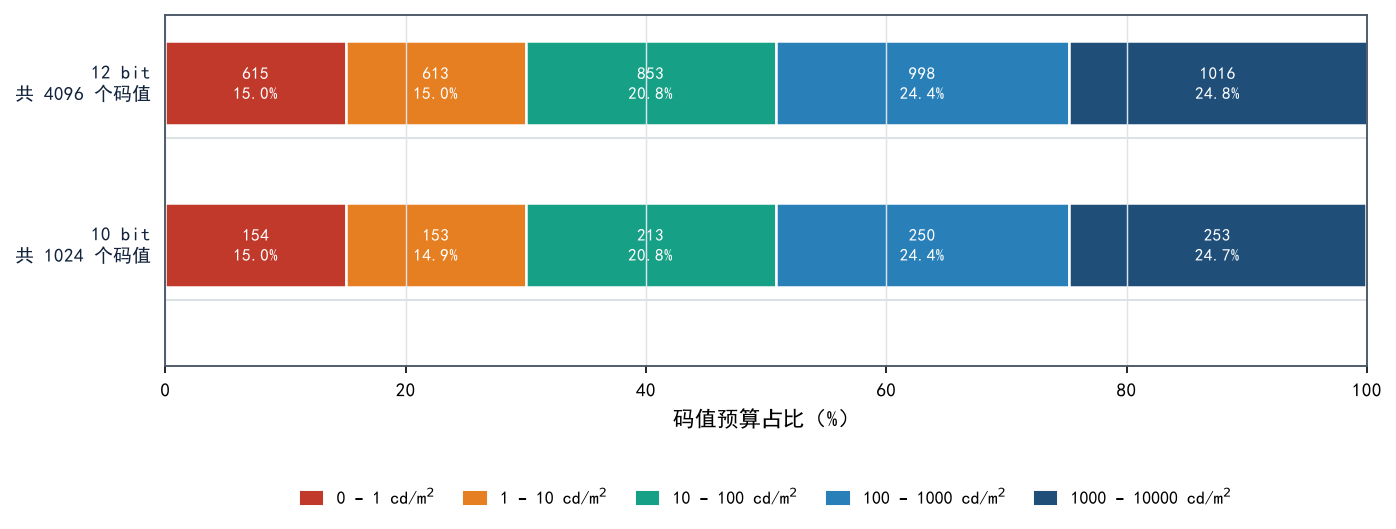 12 bit
共 4096 个码值
615 613 853 998 1016
15.0% 15.0% 20.8% 24.4% 24.8%
10 bit
共 1024 个码值
154 153 213 250 253
15.0% 14.9% 20.8% 24.4% 24.7%
0 20 40 60 80 100
码值预算占比（%）
0 – 1 cd/m² 1 – 10 cd/m² 10 – 100 cd/m² 100 – 1000 cd/m² 1000 – 10000 cd/m²